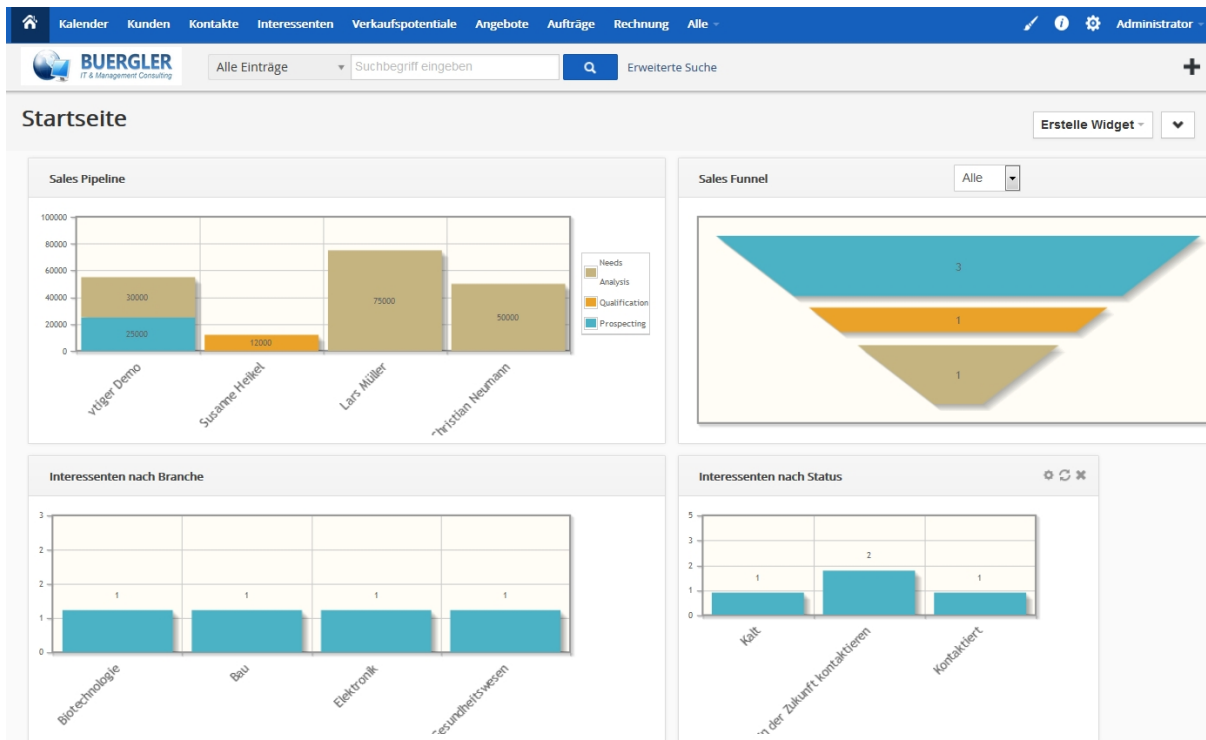 Kalender Kunden Kontakte Interessenten Verkaufspotentiale Angebote Aufträge Rechnung Alle Administrator
BUERGLER
IT & Management Consulting
Alle Einträge Suchbegriff eingeben Erweiterte Suche
Startseite
Erstelle Widget
Sales Pipeline
100000
80000
60000
40000
20000
0
30000
25000
12000
75000
50000
Needs
Analysis
Qualification
Prospecting
vtiger Demo
Susanne Heikel
Lars Müller
Christian Neumann
Sales Funnel Alle
3
1
1
Interessenten nach Branche
3
2
2
1
0
1 1 1 1
Biotechnologie
Bau
Elektronik
Gesundheitswesen
Interessenten nach Status
5
3
2
1
0
1 2 1
Kalt
in der Zukunft kontaktieren
Kontaktiert